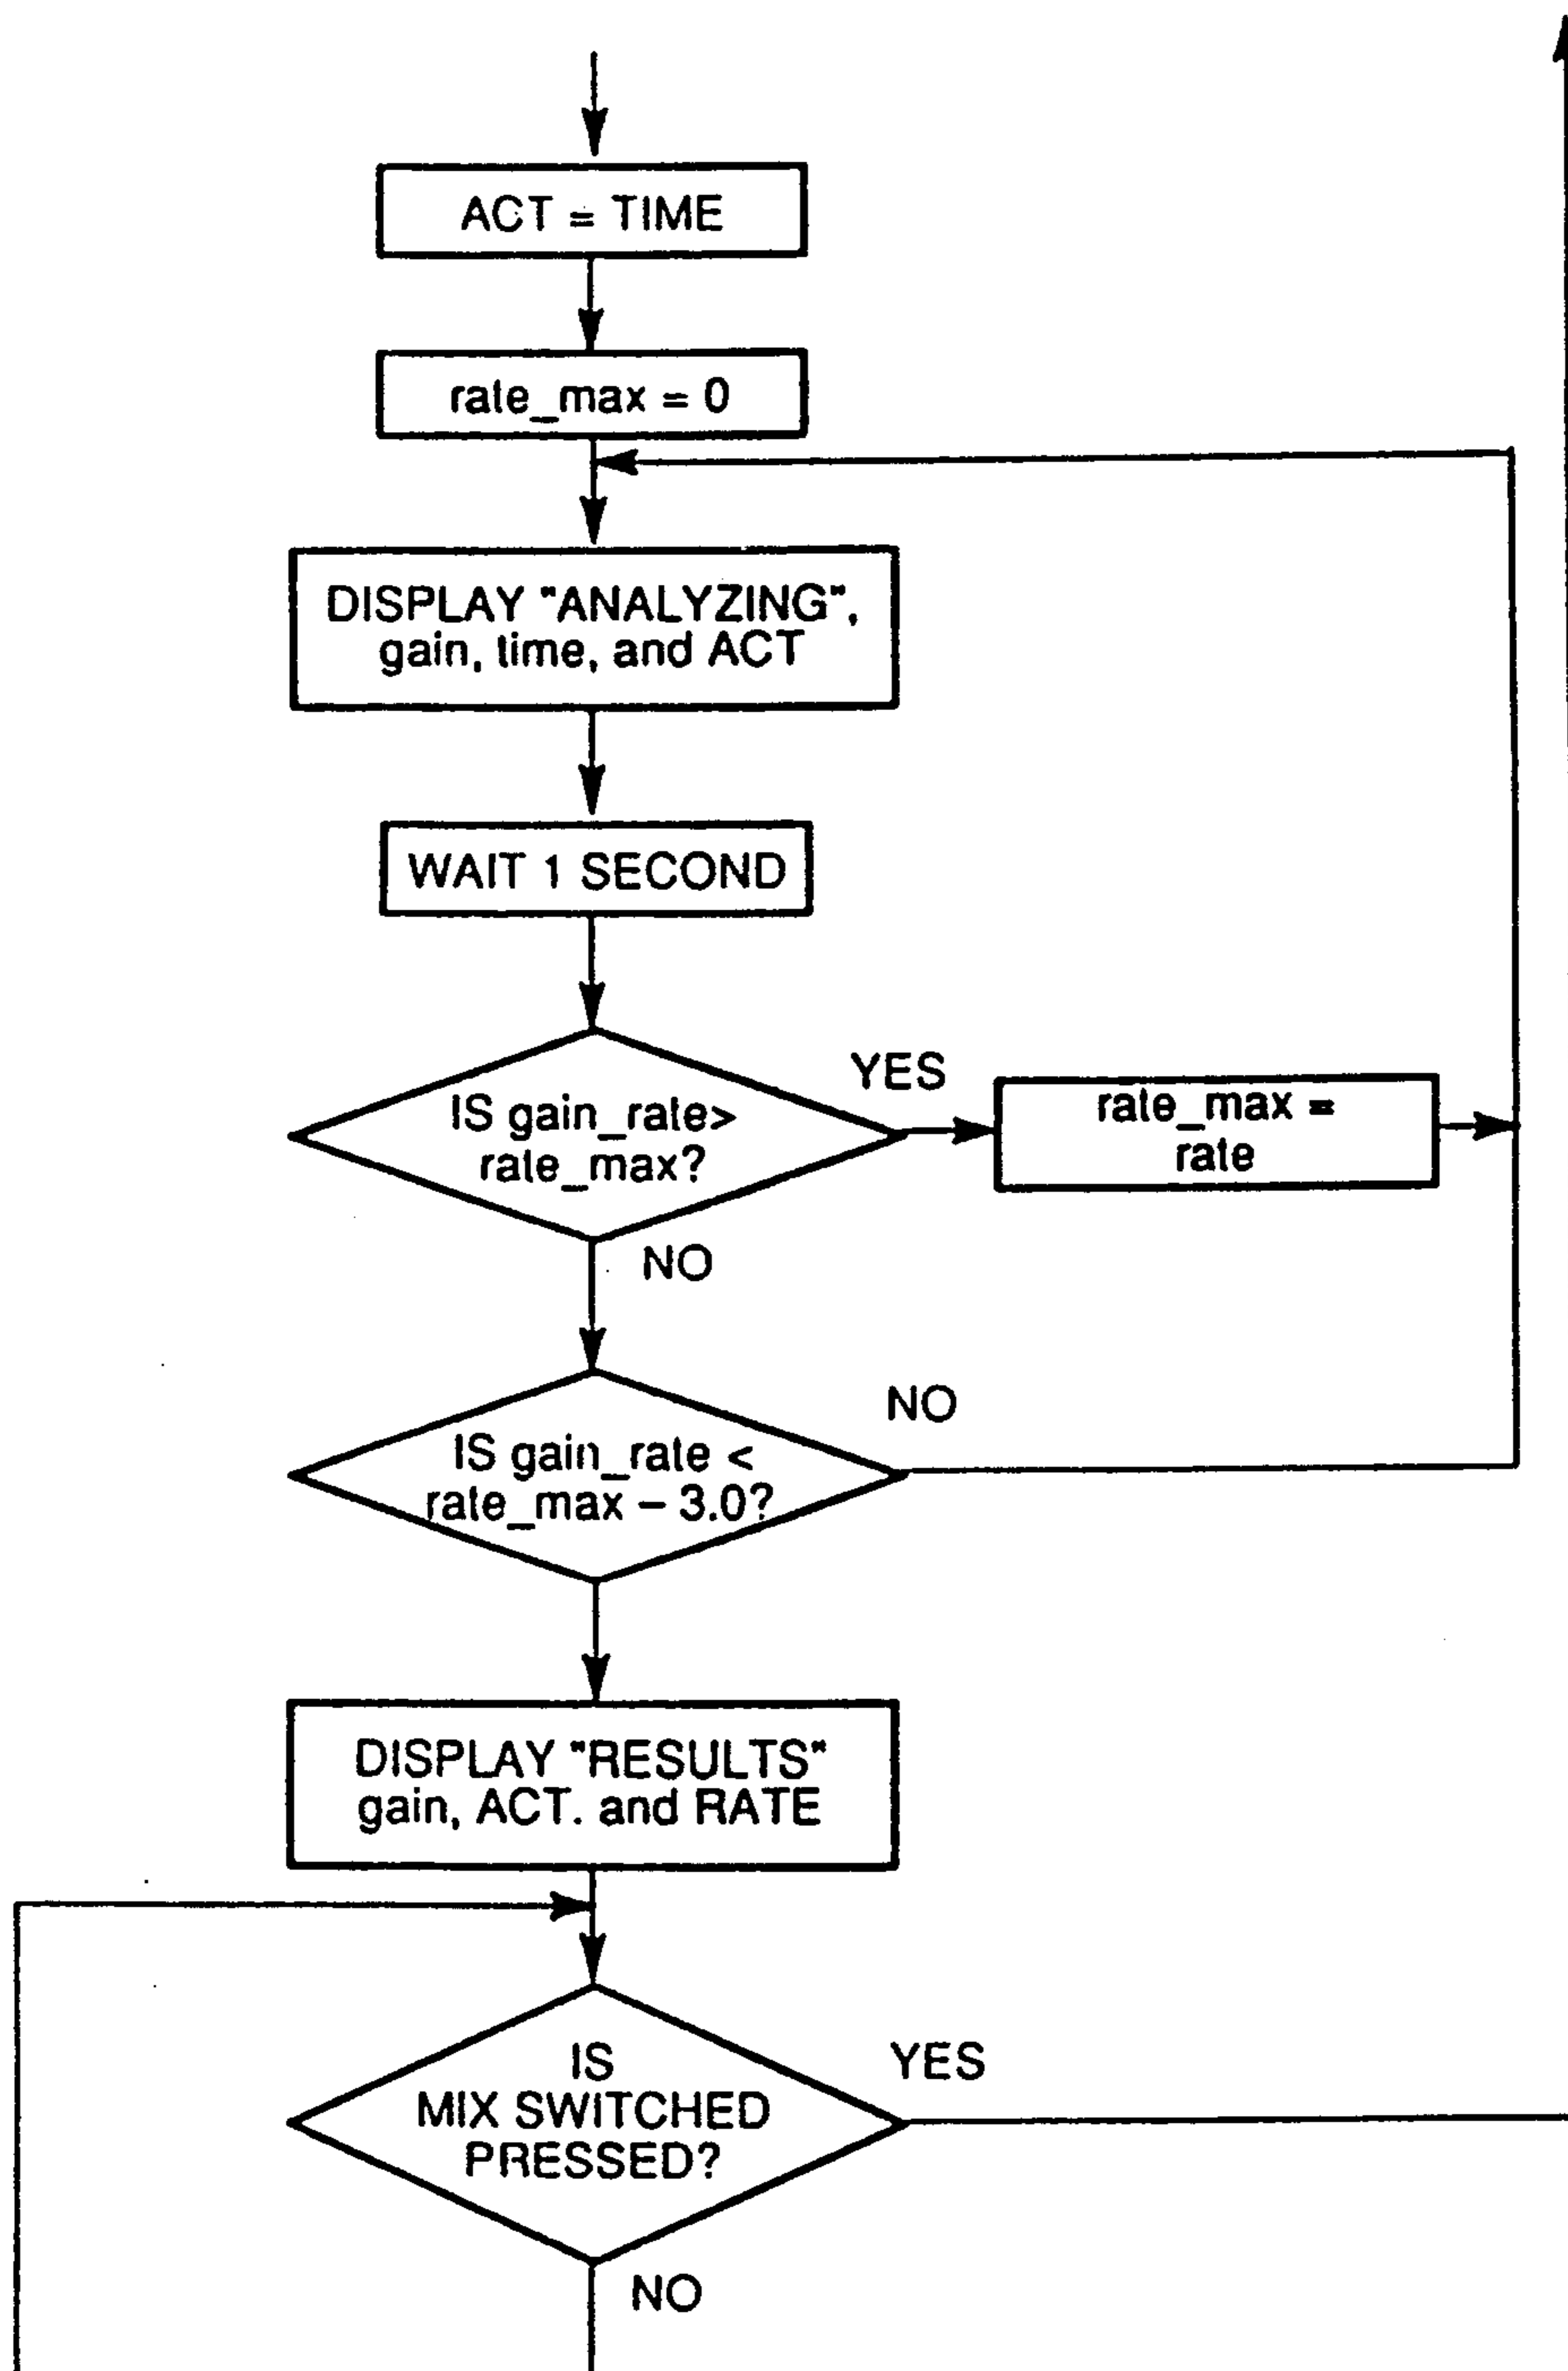 ACT = TIME
rate_max = 0
DISPLAY "ANALYZING",
gain, time, and ACT
WAIT 1 SECOND
IS gain_rate>
rate_max?
YES
rate_max =
rate
NO
IS gain_rate <
rate_max – 3.0?
NO
DISPLAY "RESULTS"
gain, ACT. and RATE
IS
MIX SWITCHED
PRESSED?
YES
NO